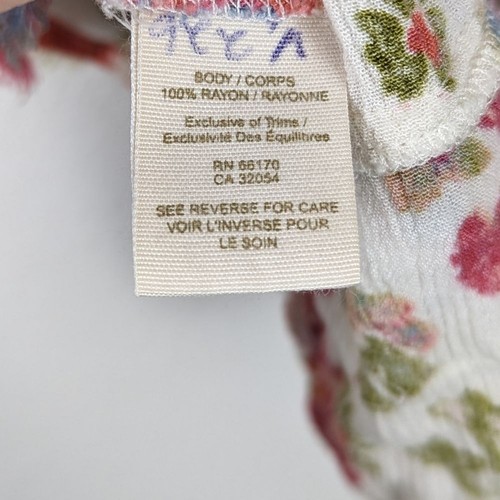 BODY / CORPS
100% RAYON / RAYONNE
Exclusive of Trims /
Exclusivité Des Équilibres
RN 66170
CA 32054
SEE REVERSE FOR CARE
VOIR L'INVERSE POUR
LE SOIN